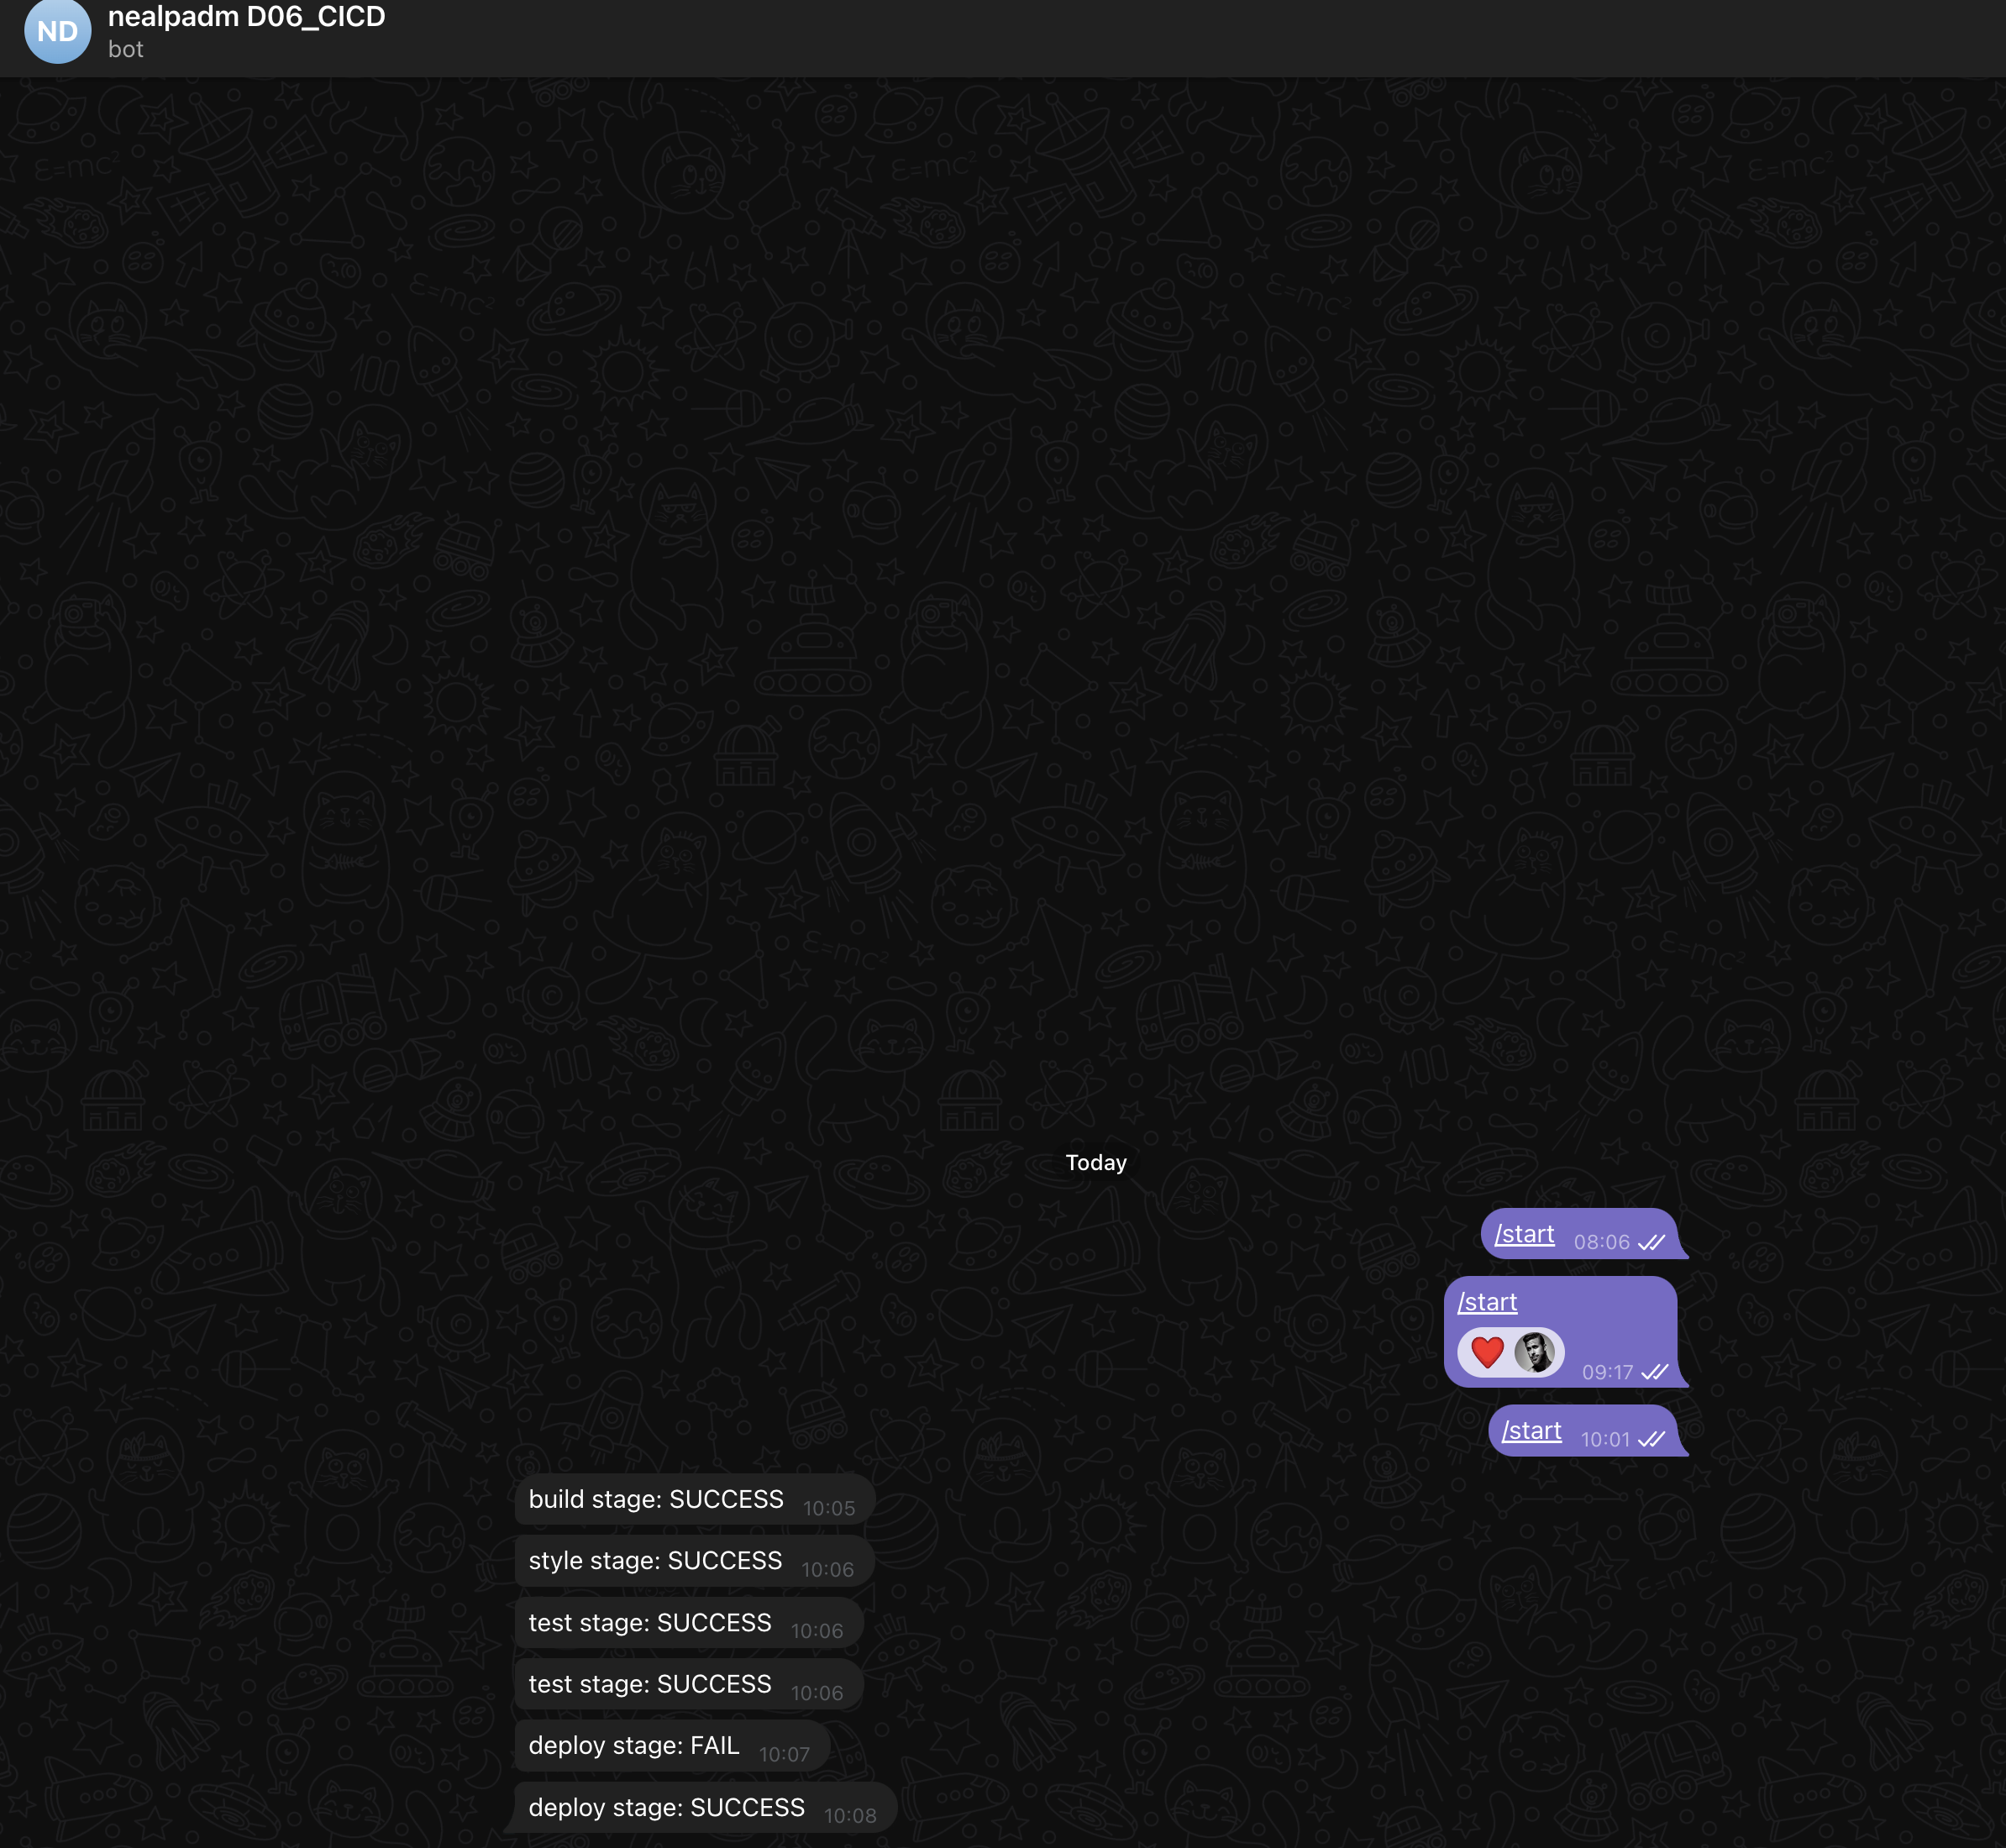 ND
nealpadm D06_CICD
bot
Today
/start 08:06
/start
09:17
/start 10:01
build stage: SUCCESS 10:05
style stage: SUCCESS 10:06
test stage: SUCCESS 10:06
test stage: SUCCESS 10:06
deploy stage: FAIL 10:07
deploy stage: SUCCESS 10:08